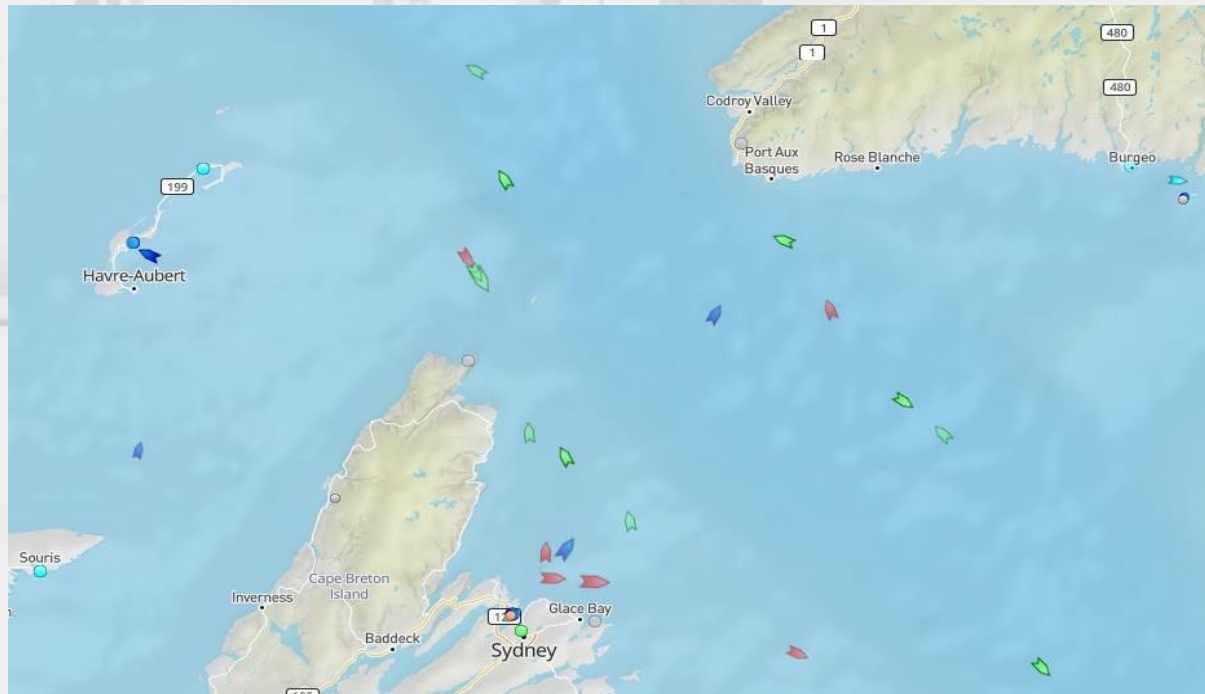 1
480
1
480
Codroy Valley
Port Aux
Basques
Rose Blanche
Burgeo
199
Havre-Aubert
Souris
Cape Breton
Island
Inverness
Glace Bay
Baddeck
Sydney